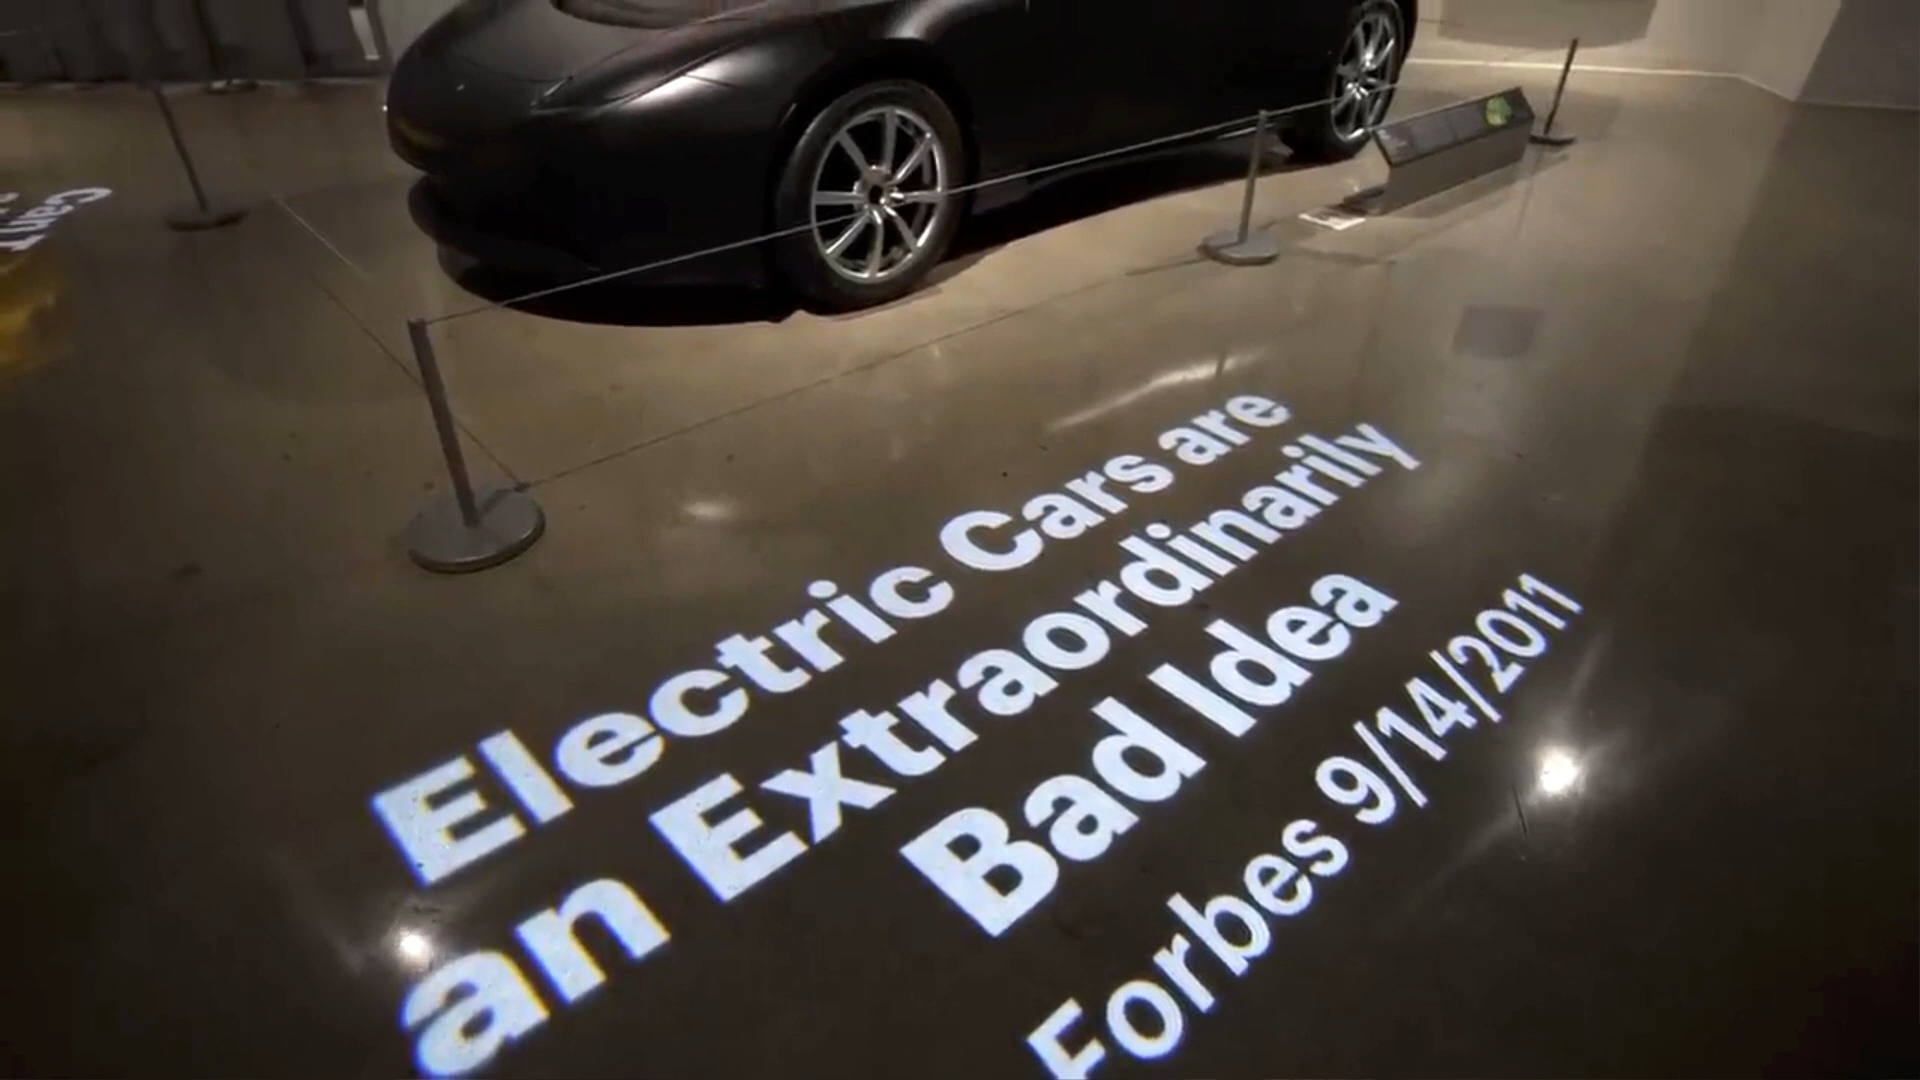 Electric Cars are
an Extraordinarily
Bad Idea
Forbes 9/14/2011